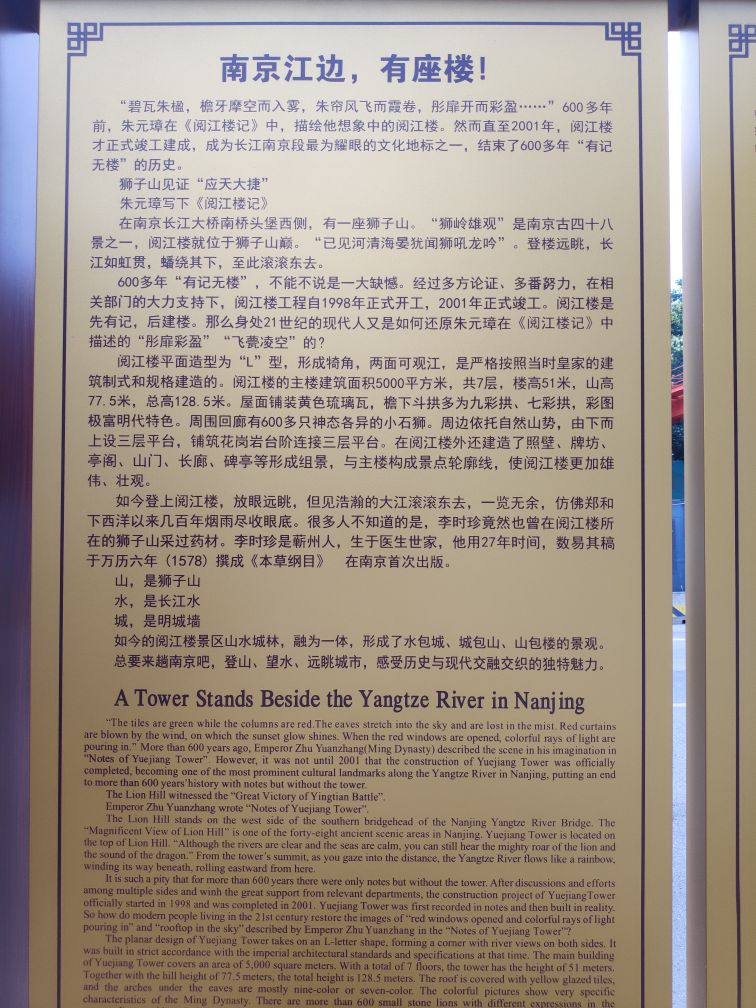 南京江边，有座楼！
“碧瓦朱楹，檐牙摩空而入雾，朱帘风飞而霞卷，彤扉开而彩盈……”600多年
前，朱元璋在《阅江楼记》中，描绘他想象中的阅江楼。然而直至2001年，阅江楼
才正式竣工建成，成为长江南京段最为耀眼的文化地标之一，结束了600多年“有记
无楼”的历史。
狮子山见证“应天大捷”
朱元璋写下《阅江楼记》
在南京长江大桥南桥头堡西侧，有一座狮子山。“狮岭雄观”是南京古四十八
景之一，阅江楼就位于狮子山巅。“已见河清海晏犹闻狮吼龙吟”。登楼远眺，长
江如虹贯，蟠绕其下，至此滚滚东去。
600多年“有记无楼”，不能不说是一大缺憾。经过多方论证、多番努力，在相
关部门的大力支持下，阅江楼工程自1998年正式开工，2001年正式竣工。阅江楼是
先有记，后建楼。那么身处21世纪的现代人又是如何还原朱元璋在《阅江楼记》中
描述的“彤扉彩盈”“飞甍凌空”的？
阅江楼平面造型为“L”型，形成犄角，两面可观江，是严格按照当时皇家的建
筑制式和规格建造的。阅江楼的主楼建筑面积5000平方米，共7层，楼高51米，山高
77.5米，总高128.5米。屋面铺装黄色琉璃瓦，檐下斗拱多为九彩拱、七彩拱，彩图
极富明代特色。周围回廊有600多只神态各异的小石狮。周边依托自然山势，由下而
上设三层平台，铺筑花岗岩台阶连接三层平台。在阅江楼外还建造了照壁、牌坊、
亭阁、山门、长廊、碑亭等形成组景，与主楼构成景点轮廓线，使阅江楼更加雄
伟、壮观。
如今登上阅江楼，放眼远眺，但见浩瀚的大江滚滚东去，一览无余，仿佛郑和
下西洋以来几百年烟雨尽收眼底。很多人不知道的是，李时珍竟然也曾在阅江楼所
在的狮子山采过药材。李时珍是蕲州人，生于医生世家，他用27年时间，数易其稿
于万历六年（1578）撰成《本草纲目》 在南京首次出版。
山，是狮子山
水，是长江水
城，是明城墙
如今的阅江楼景区山水城林，融为一体，形成了水包城、城包山、山包楼的景观。
总要来趟南京吧，登山、望水、远眺城市，感受历史与现代交融交织的独特魅力。
A Tower Stands Beside the Yangtze River in Nanjing
“The tiles are green while the columns are red.The eaves stretch into the sky and are lost in the mist. Red curtains
are blown by the wind, on which the sunset glow shines. When the red windows are opened, colorful rays of light are
pouring in.” More than 600 years ago, Emperor Zhu Yuanzhang(Ming Dynasty) described the scene in his imagination in
"Notes of Yuejiang Tower". However, it was not until 2001 that the construction of Yuejiang Tower was officially
completed, becoming one of the most prominent cultural landmarks along the Yangtze River in Nanjing, putting an end
to more than 600 years'history with notes but without the tower.
The Lion Hill witnessed the “Great Victory of Yingtian Battle”.
Emperor Zhu Yuanzhang wrote “Notes of Yuejiang Tower”.
The Lion Hill stands on the west side of the southern bridgehead of the Nanjing Yangtze River Bridge. The
“Magnificent View of Lion Hill” is one of the forty-eight ancient scenic areas in Nanjing. Yuejiang Tower is located on
the top of Lion Hill. “Although the rivers are clear and the seas are calm, you can still hear the mighty roar of the lion and
the sound of the dragon.” From the tower's summit, as you gaze into the distance, the Yangtze River flows like a rainbow,
winding its way beneath, rolling eastward from here.
It is such a pity that for more than 600 years there were only notes but without the tower. After discussions and efforts
among multiple sides and winh the great support from relevant departments, the construction project of YuejiangTower
officially started in 1998 and was completed in 2001. Yuejiang Tower was first recorded in notes and then built in reality.
So how do modern people living in the 21st century restore the images of “red windows opened and colorful rays of light
pouring in” and “rooftop in the sky” described by Emperor Zhu Yuanzhang in the “Notes of Yuejiang Tower”?
The planar design of Yuejiang Tower takes on an L-letter shape, forming a corner with river views on both sides. It
was built in strict accordance with the imperial architectural standards and specifications at that time. The main building
of Yuejiang Tower covers an area of 5,000 square meters. With a total of 7 floors, the tower has the height of 51 meters.
Together with the hill height of 77.5 meters, the total height is 128.5 meters. The roof is covered with yellow glazed tiles,
and the arches under the eaves are mostly nine-color or seven-color. The colorful pictures show very specific
characteristics of the Ming Dynasty. There are more than 600 small stone lions with different expressions in the